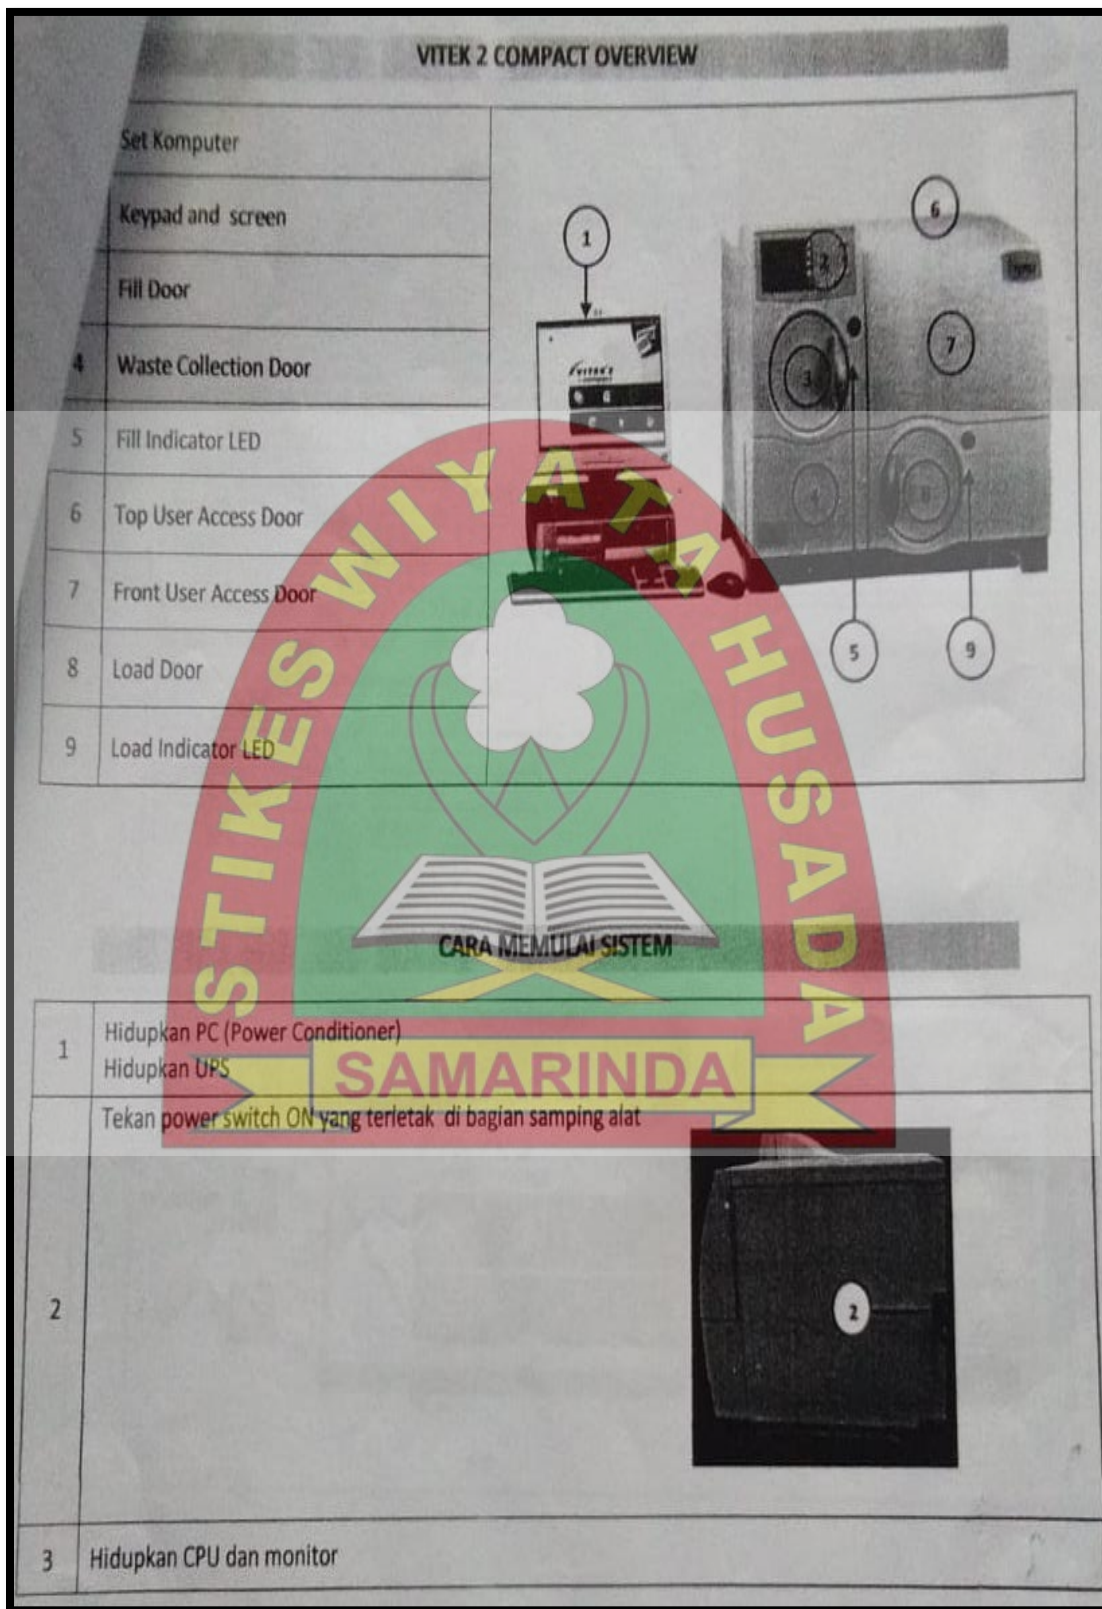 VITEK 2 COMPACT OVERVIEW
Set Komputer
Keypad and screen
Fill Door
4 Waste Collection Door
5 Fill Indicator LED
6 Top User Access Door
7 Front User Access Door
8 Load Door
9 Load Indicator LED
1
6
2
7
3
4
8
5
9
STIKES WIYATA HUSADA
SAMARINDA
CARA MEMULAI SISTEM
1 Hidupkan PC (Power Conditioner)
Hidupkan UPS
2 Tekan power switch ON yang terletak di bagian samping alat
2
3 Hidupkan CPU dan monitor